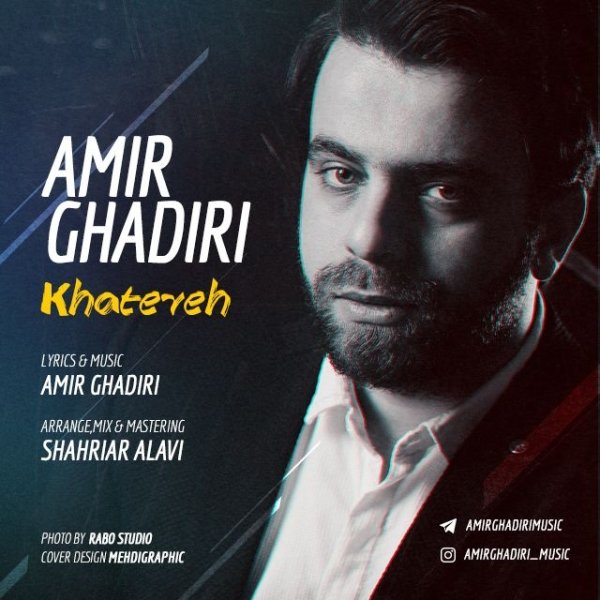 AMIR
GHADIRI
Khatereh
LYRICS & MUSIC
AMIR GHADIRI
ARRANGE,MIX & MASTERING
SHAHRIAR ALAVI
PHOTO BY RABO STUDIO
COVER DESIGN MEHDIGRAPHIC
AMIRGHADIRIMUSIC
AMIRGHADIRI_MUSIC